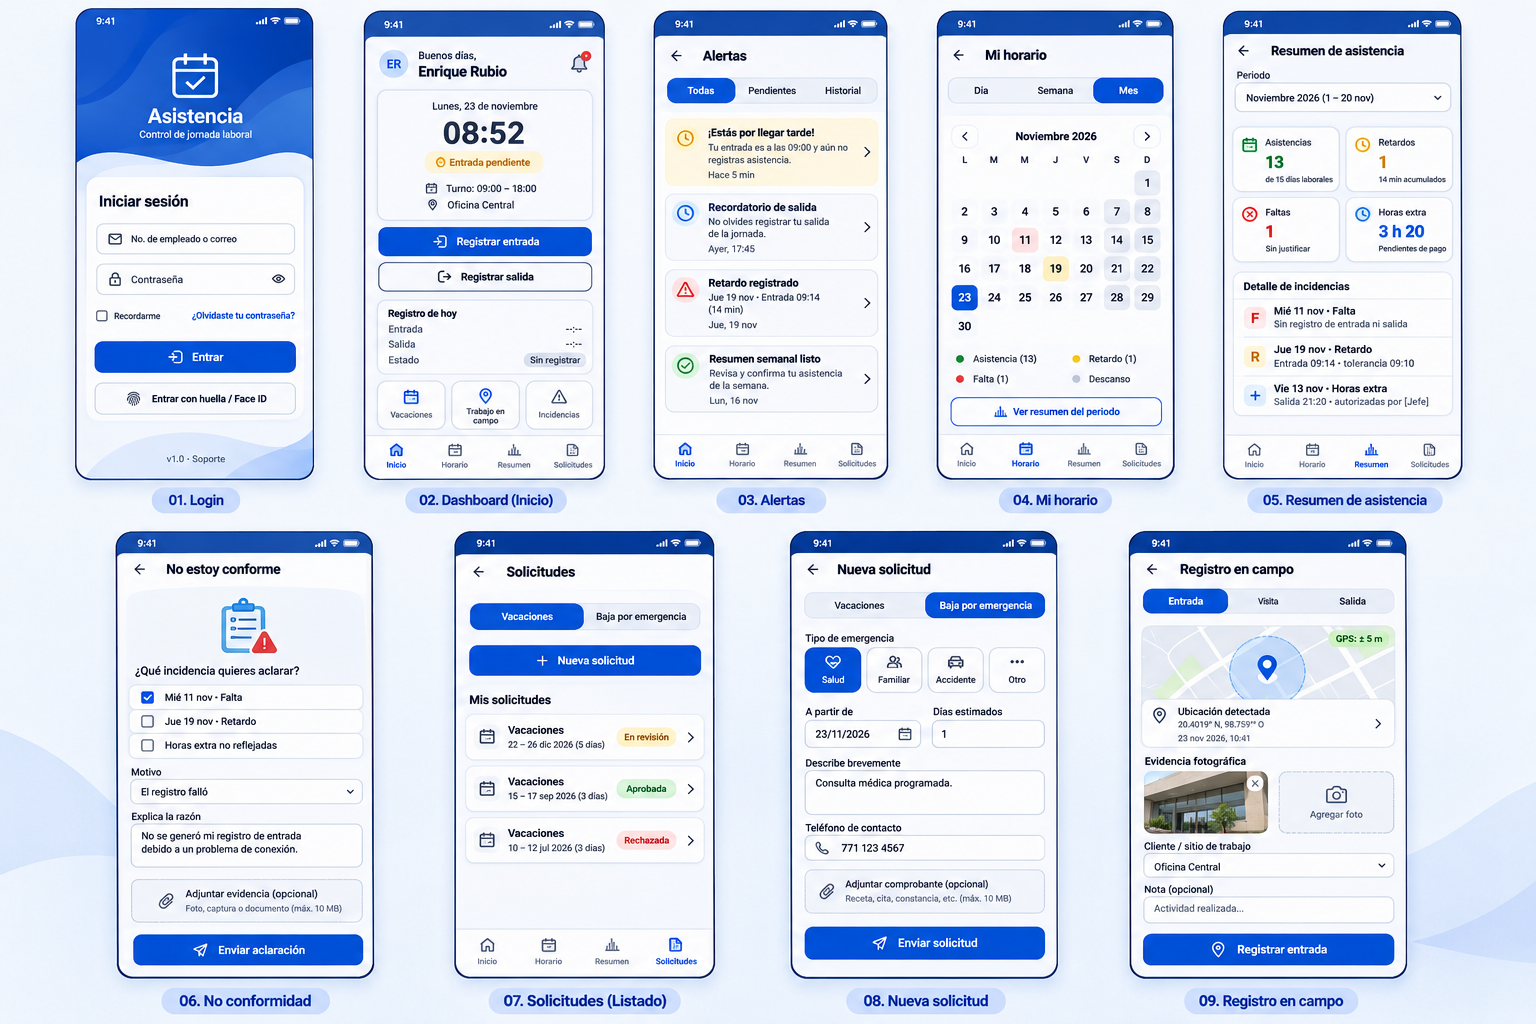 9:41
Asistencia
Control de jornada laboral
Iniciar sesión
No. de empleado o correo
Contraseña
Recordarme
¿Olvidaste tu contraseña?
Entrar
Entrar con huella / Face ID
v1.0 • Soporte
01. Login
9:41
ER
Buenos días,
Enrique Rubio
Lunes, 23 de noviembre
08:52
Entrada pendiente
Turno: 09:00 – 18:00
Oficina Central
Registrar entrada
Registrar salida
Registro de hoy
Entrada --:--
Salida --:--
Estado Sin registrar
Vacaciones
Trabajo en
campo
Incidencias
Inicio
Horario
Resumen
Solicitudes
02. Dashboard (Inicio)
9:41
Alertas
Todas
Pendientes
Historial
¡Estás por llegar tarde!
Tu entrada es a las 09:00 y aún no
registras asistencia.
Hace 5 min
Recordatorio de salida
No olvides registrar tu salida
de la jornada.
Ayer, 17:45
Retardo registrado
Jue 19 nov • Entrada 09:14
(14 min)
Jue, 19 nov
Resumen semanal listo
Revisa y confirma tu asistencia
de la semana.
Lun, 16 nov
Inicio
Horario
Resumen
Solicitudes
03. Alertas
9:41
Mi horario
Día
Semana
Mes
Noviembre 2026
L M M J V S D
1
2 3 4 5 6 7 8
9 10 11 12 13 14 15
16 17 18 19 20 21 22
23 24 25 26 27 28 29
30
Asistencia (13)
Retardo (1)
Falta (1)
Descanso
Ver resumen del periodo
Inicio
Horario
Resumen
Solicitudes
04. Mi horario
9:41
Resumen de asistencia
Periodo
Noviembre 2026 (1 – 20 nov)
Asistencias
13
de 15 días laborales
Retardos
1
14 min acumulados
Faltas
1
Sin justificar
Horas extra
3 h 20
Pendientes de pago
Detalle de incidencias
F
Mié 11 nov • Falta
Sin registro de entrada ni salida
R
Jue 19 nov • Retardo
Entrada 09:14 • tolerancia 09:10
Vie 13 nov • Horas extra
Salida 21:20 • autorizadas por [Jefe]
Inicio
Horario
Resumen
Solicitudes
05. Resumen de asistencia
9:41
No estoy conforme
¿Qué incidencia quieres aclarar?
Mié 11 nov • Falta
Jue 19 nov • Retardo
Horas extra no reflejadas
Motivo
El registro falló
Explica la razón
No se generó mi registro de entrada
debido a un problema de conexión.
Adjuntar evidencia (opcional)
Foto, captura o documento (máx. 10 MB)
Enviar aclaración
06. No conformidad
9:41
Solicitudes
Vacaciones
Baja por emergencia
Nueva solicitud
Mis solicitudes
Vacaciones
22 – 26 dic 2026 (5 días)
En revisión
Vacaciones
15 – 17 sep 2026 (3 días)
Aprobada
Vacaciones
10 – 12 jul 2026 (3 días)
Rechazada
Inicio
Horario
Resumen
Solicitudes
07. Solicitudes (Listado)
9:41
Nueva solicitud
Vacaciones
Baja por emergencia
Tipo de emergencia
Salud
Familiar
Accidente
Otro
A partir de
Días estimados
23/11/2026
1
Describe brevemente
Consulta médica programada.
Teléfono de contacto
771 123 4567
Adjuntar comprobante (opcional)
Receta, cita, constancia, etc. (máx. 10 MB)
Enviar solicitud
08. Nueva solicitud
9:41
Registro en campo
Entrada
Visita
Salida
GPS: ± 5 m
Ubicación detectada
20.4019° N,
23 nov 2026, 10:41
Evidencia fotográfica
Agregar foto
Cliente / sitio de trabajo
Oficina Central
Nota (opcional)
Actividad realizada...
Registrar entrada
09. Registro en campo